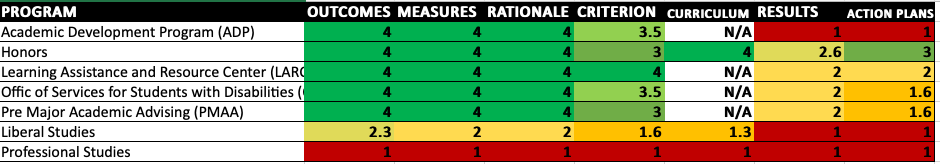 PROGRAM OUTCOMES MEASURES RATIONALE CRITERION CURRICULUM RESULTS ACTION PLANS
Academic Development Program (ADP) 4 4 4 3.5 N/A 1 1
Honors 4 4 4 3 4 2.6 3
Learning Assistance and Resource Center (LARC 4 4 4 4 N/A 2 2
Offic of Services for Students with Disabilities ( 4 4 4 3.5 N/A 2 1.6
Pre Major Academic Advising (PMAA) 4 4 4 3 N/A 2 1.6
Liberal Studies 2.3 2 2 1.6 1.3 1 1
Professional Studies 1 1 1 1 1 1 1